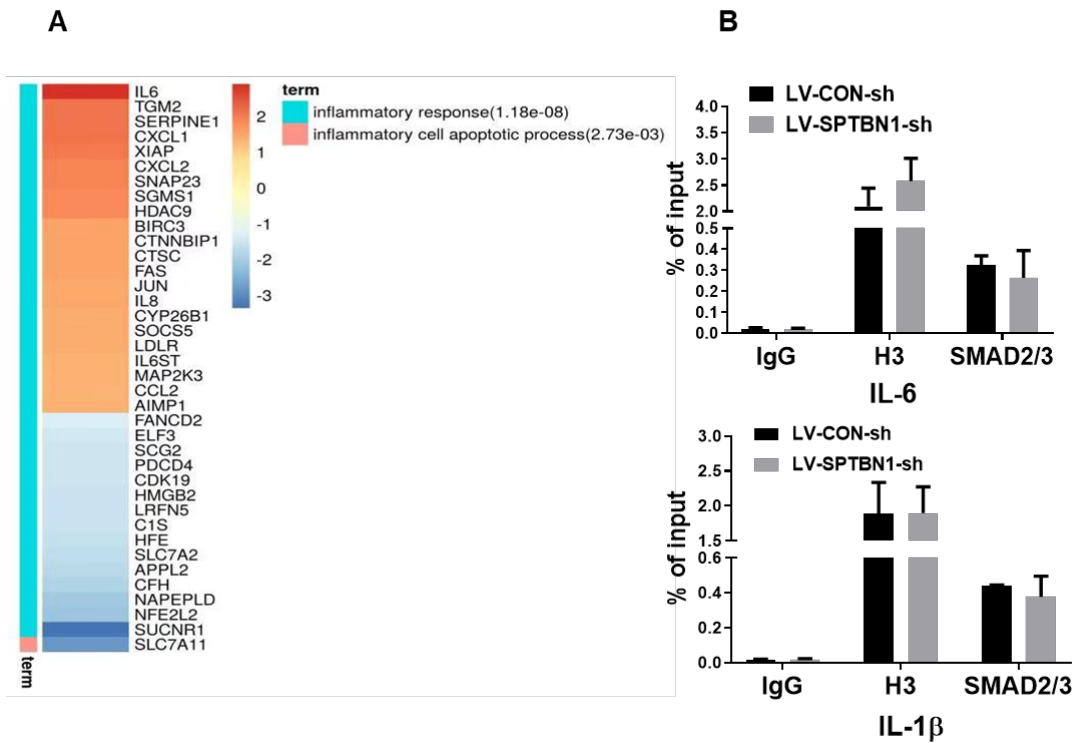 A
IL6
TGM2
SERPINE1
CXCL1
XIAP
CXCL2
SNAP23
SGMS1
HDAC9
BIRC3
CTNNBIP1
CTSC
FAS
JUN
IL8
CYP26B1
SOCS5
LDLR
IL6ST
MAP2K3
CCL2
AIMP1
FANCD2
ELF3
SCG2
PDCD4
CDK19
HMGB2
LRFN5
C1S
HFE
SLC7A2
APPL2
CFH
NAPEPLD
NFE2L2
SUCNR1
SLC7A11
term
2
1
0
-1
-2
-3
term
inflammatory response(1.18e-08)
inflammatory cell apoptotic process(2.73e-03)
B
LV-CON-sh
LV-SPTBN1-sh
% of input
4.0
3.5
3.0
2.5
2.0
0.5
0.4
0.3
0.2
0.1
0.0
IgG H3 SMAD2/3
IL-6
LV-CON-sh
LV-SPTBN1-sh
% of input
3.0
2.5
2.0
1.5
0.6
0.4
0.2
0.0
IgG H3 SMAD2/3
IL-1β